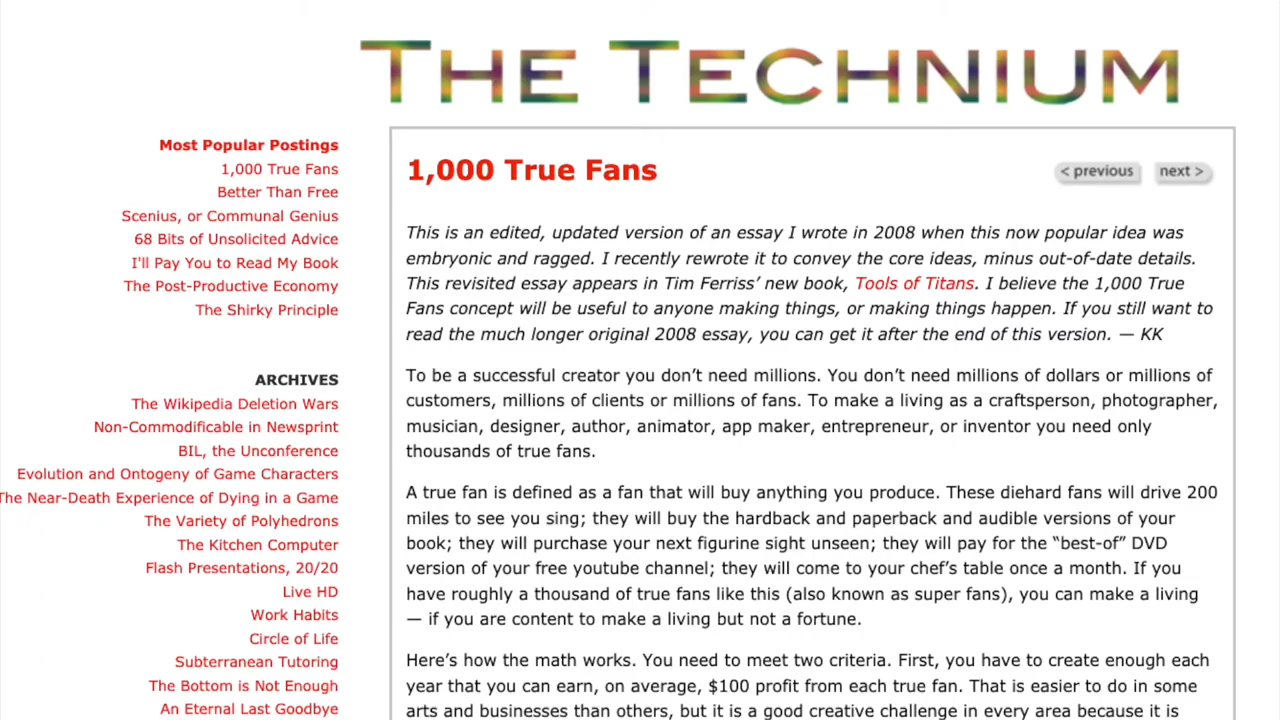 THE TECHNIUM
Most Popular Postings
1,000 True Fans
Better Than Free
Scenius, or Communal Genius
68 Bits of Unsolicited Advice
I'll Pay You to Read My Book
The Post-Productive Economy
The Shirky Principle
ARCHIVES
The Wikipedia Deletion Wars
Non-Commodificable in Newsprint
BIL, the Unconference
Evolution and Ontogeny of Game Characters
The Near-Death Experience of Dying in a Game
The Variety of Polyhedrons
The Kitchen Computer
Flash Presentations, 20/20
Live HD
Work Habits
Circle of Life
Subterranean Tutoring
The Bottom is Not Enough
An Eternal Last Goodbye
1,000 True Fans
< previous
next >
This is an edited, updated version of an essay I wrote in 2008 when this now popular idea was
embryonic and ragged. I recently rewrote it to convey the core ideas, minus out-of-date details.
This revisited essay appears in Tim Ferriss’ new book, Tools of Titans. I believe the 1,000 True
Fans concept will be useful to anyone making things, or making things happen. If you still want to
read the much longer original 2008 essay, you can get it after the end of this version. — KK
To be a successful creator you don’t need millions. You don’t need millions of dollars or millions of
customers, millions of clients or millions of fans. To make a living as a craftsperson, photographer,
musician, designer, author, animator, app maker, entrepreneur, or inventor you need only
thousands of true fans.
A true fan is defined as a fan that will buy anything you produce. These diehard fans will drive 200
miles to see you sing; they will buy the hardback and paperback and audible versions of your
book; they will purchase your next figurine sight unseen; they will pay for the “best-of” DVD
version of your free youtube channel; they will come to your chef’s table once a month. If you
have roughly a thousand of true fans like this (also known as super fans), you can make a living
— if you are content to make a living but not a fortune.
Here’s how the math works. You need to meet two criteria. First, you have to create enough each
year that you can earn, on average, $100 profit from each true fan. That is easier to do in some
arts and businesses than others, but it is a good creative challenge in every area because it is